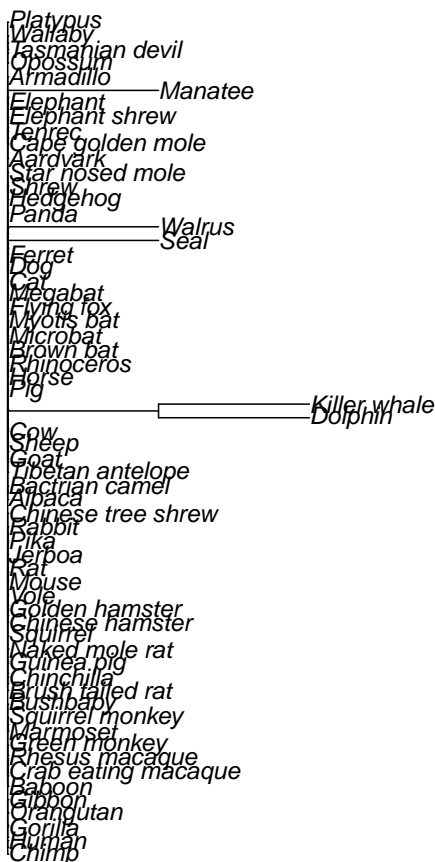 Platypus
Wallaby
Tasmanian devil
Opossum
Armadillo
Manatee
Elephant
Elephant shrew
Tenrec
Cape golden mole
Aardvark
Star nosed mole
Shrew
Hedgehog
Panda
Walrus
Seal
Ferret
Dog
Cat
Megabat
Flying fox
Myotis bat
Microbat
Brown bat
Rhinoceros
Horse
Pig
Killer whale
Dolphin
Cow
Sheep
Goat
Tibetan antelope
Bactrian camel
Alpaca
Chinese tree shrew
Rabbit
Pika
Jerboa
Rat
Mouse
Vole
Golden hamster
Chinese hamster
Squirrel
Naked mole rat
Guinea pig
Chinchilla
Brush tailed rat
Bushbaby
Squirrel monkey
Marmoset
Green monkey
Rhesus macaque
Crab eating macaque
Baboon
Gibbon
Orangutan
Gorilla
Human
Chimp